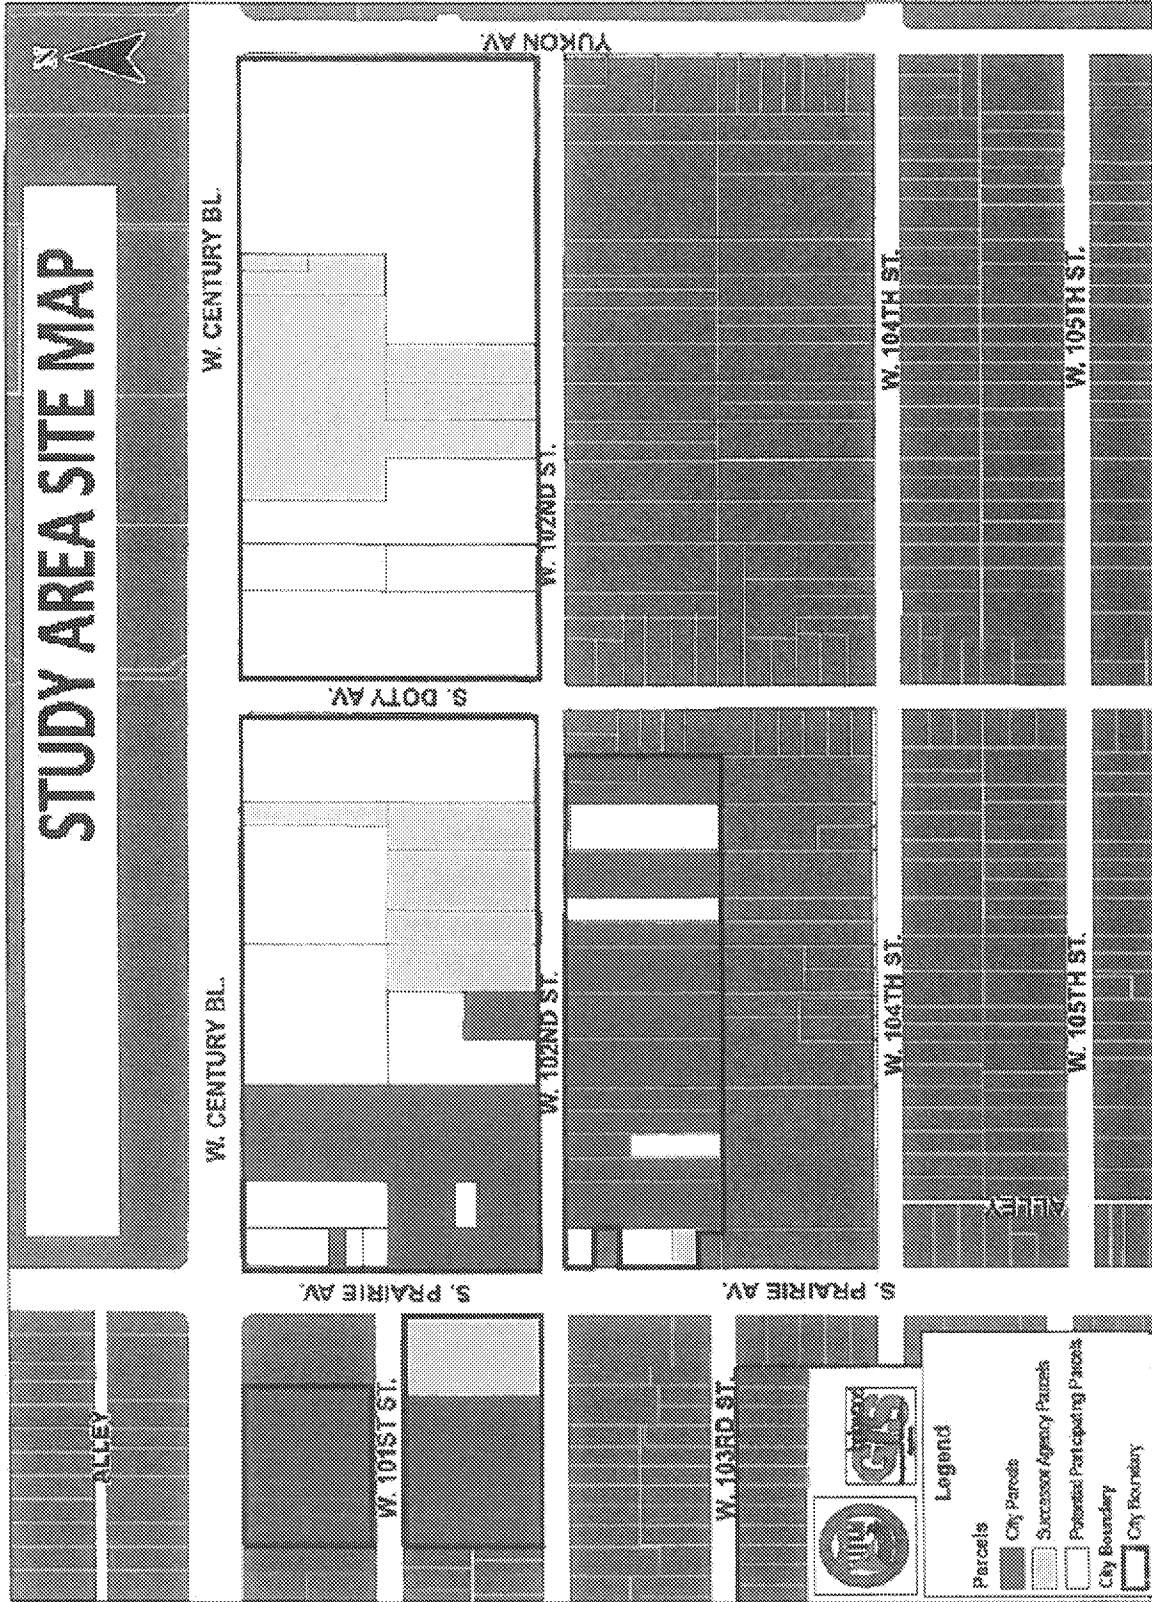 STUDY AREA SITE MAP
N
ALLEY
W. CENTURY BL.
W. CENTURY BL.
W. 101ST ST.
S. PRAIRIE AV.
S. DOTY AV.
YUKON AV.
W. 102ND ST.
W. 102ND ST.
W. 103RD ST.
S. PRAIRIE AV.
W. 104TH ST.
W. 104TH ST.
ALLEY
W. 105TH ST.
W. 105TH ST.
GIS
Legend
Parcels
City Parcels
Successor Agency Parcels
Potential Participating Parcels
City Boundary
City Boundary